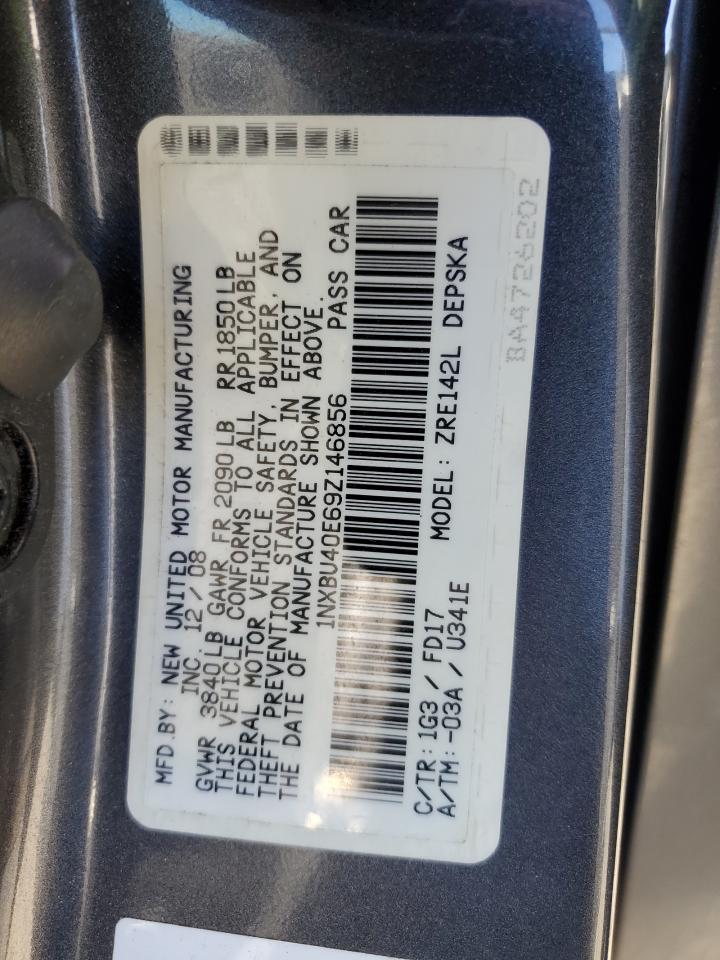 MFD.BY: NEW UNITED MOTOR MANUFACTURING
INC. 12/08
GVWR 3840LB GAWR FR 2090LB RR 1850LB
THIS VEHICLE CONFORMS TO ALL APPLICABLE
FEDERAL MOTOR VEHICLE SAFETY, BUMPER, AND
THEFT PREVENTION STANDARDS IN EFFECT ON
THE DATE OF MANUFACTURE SHOWN ABOVE.
1NXBU40E69Z146856 PASS CAR
C/TR: 1G3 / FD17 MODEL: ZRE142L DEPSKA
A/TM: -03A / U341E
BA4726202